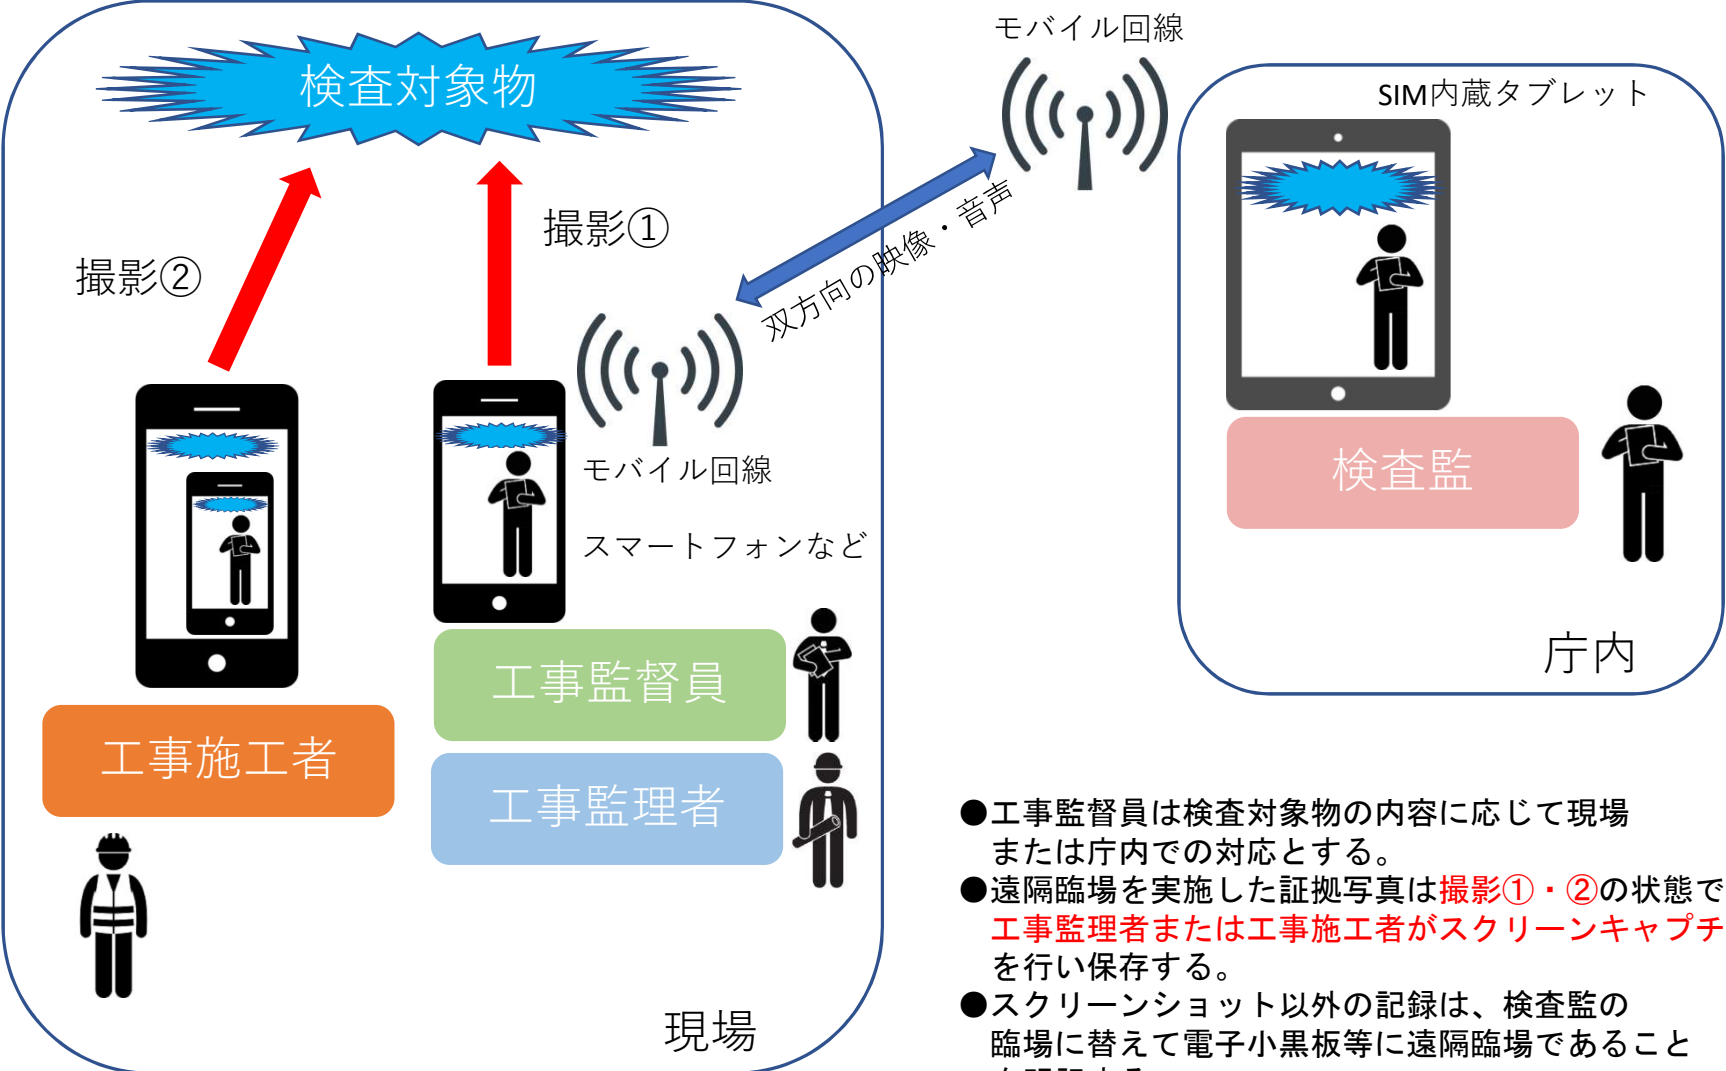 検査対象物
撮影①
撮影②
モバイル回線
双方向の映像・音声
モバイル回線
スマートフォンなど
工事監督員
工事施工者
工事監理者
現場
SIM内蔵タブレット
検査監
庁内
●工事監督員は検査対象物の内容に応じて現場
または庁内での対応とする。
●遠隔臨場を実施した証拠写真は撮影①・②の状態で
工事監理者または工事施工者がスクリーンキャプチ
を行い保存する。
●スクリーンショット以外の記録は、検査監の
臨場に替えて電子小黒板等に遠隔臨場であること